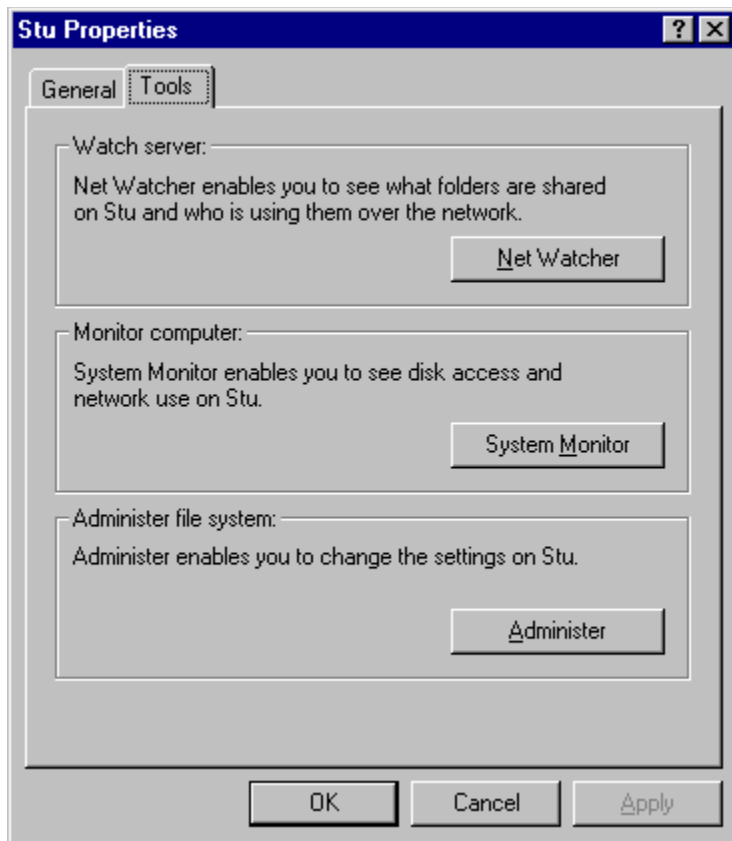 Stu Properties
General
Tools
Watch server:
Net Watcher enables you to see what folders are shared
on Stu and who is using them over the network.
Net Watcher
Monitor computer:
System Monitor enables you to see disk access and
network use on Stu.
System Monitor
Administer file system:
Administer enables you to change the settings on Stu.
Administer
OK
Cancel
Apply